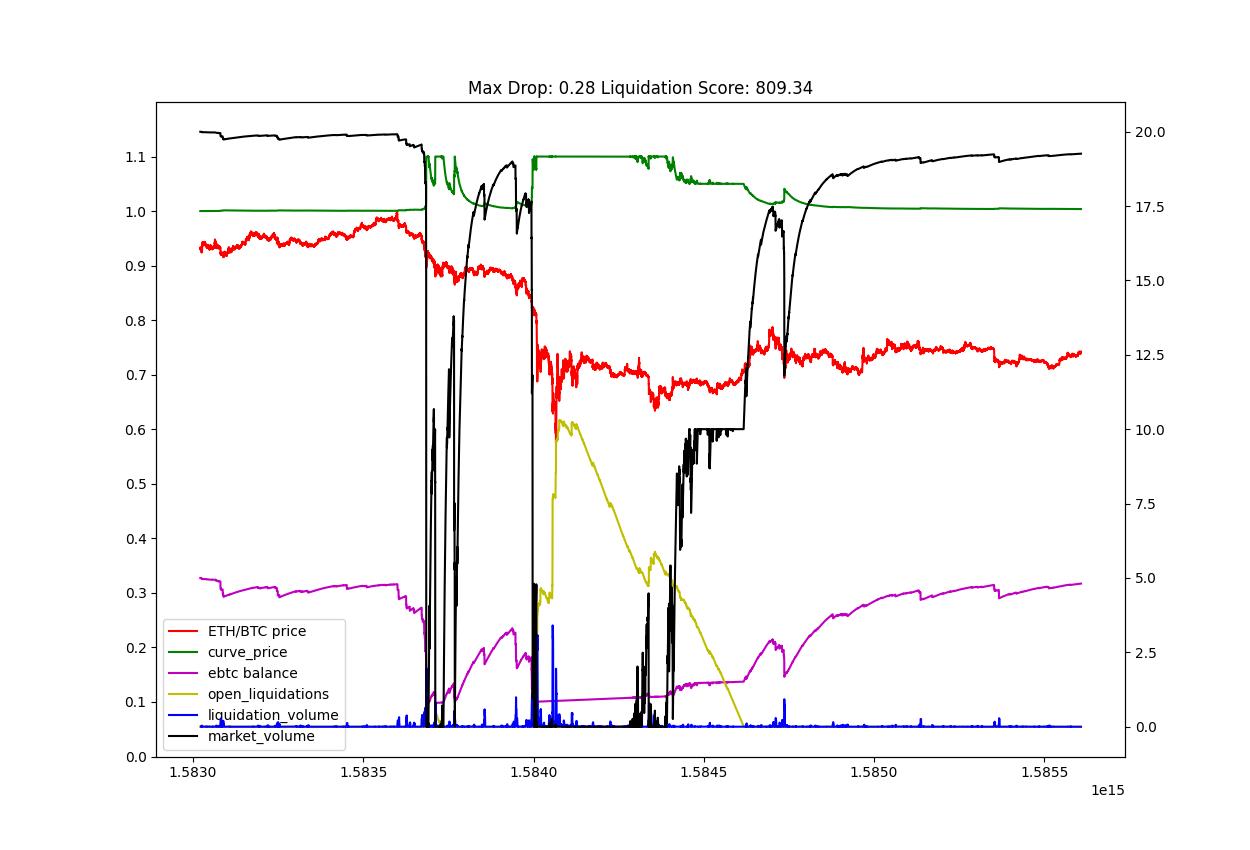 Max Drop: 0.28 Liquidation Score: 809.34
1.1
1.0
0.9
0.8
0.7
0.6
0.5
0.4
0.3
0.2
0.1
0.0
20.0
17.5
15.0
12.5
10.0
7.5
5.0
2.5
0.0
ETH/BTC price
curve_price
ebtc balance
open_liquidations
liquidation_volume
market_volume
1.5830 1.5835 1.5840 1.5845 1.5850 1.5855
1e15